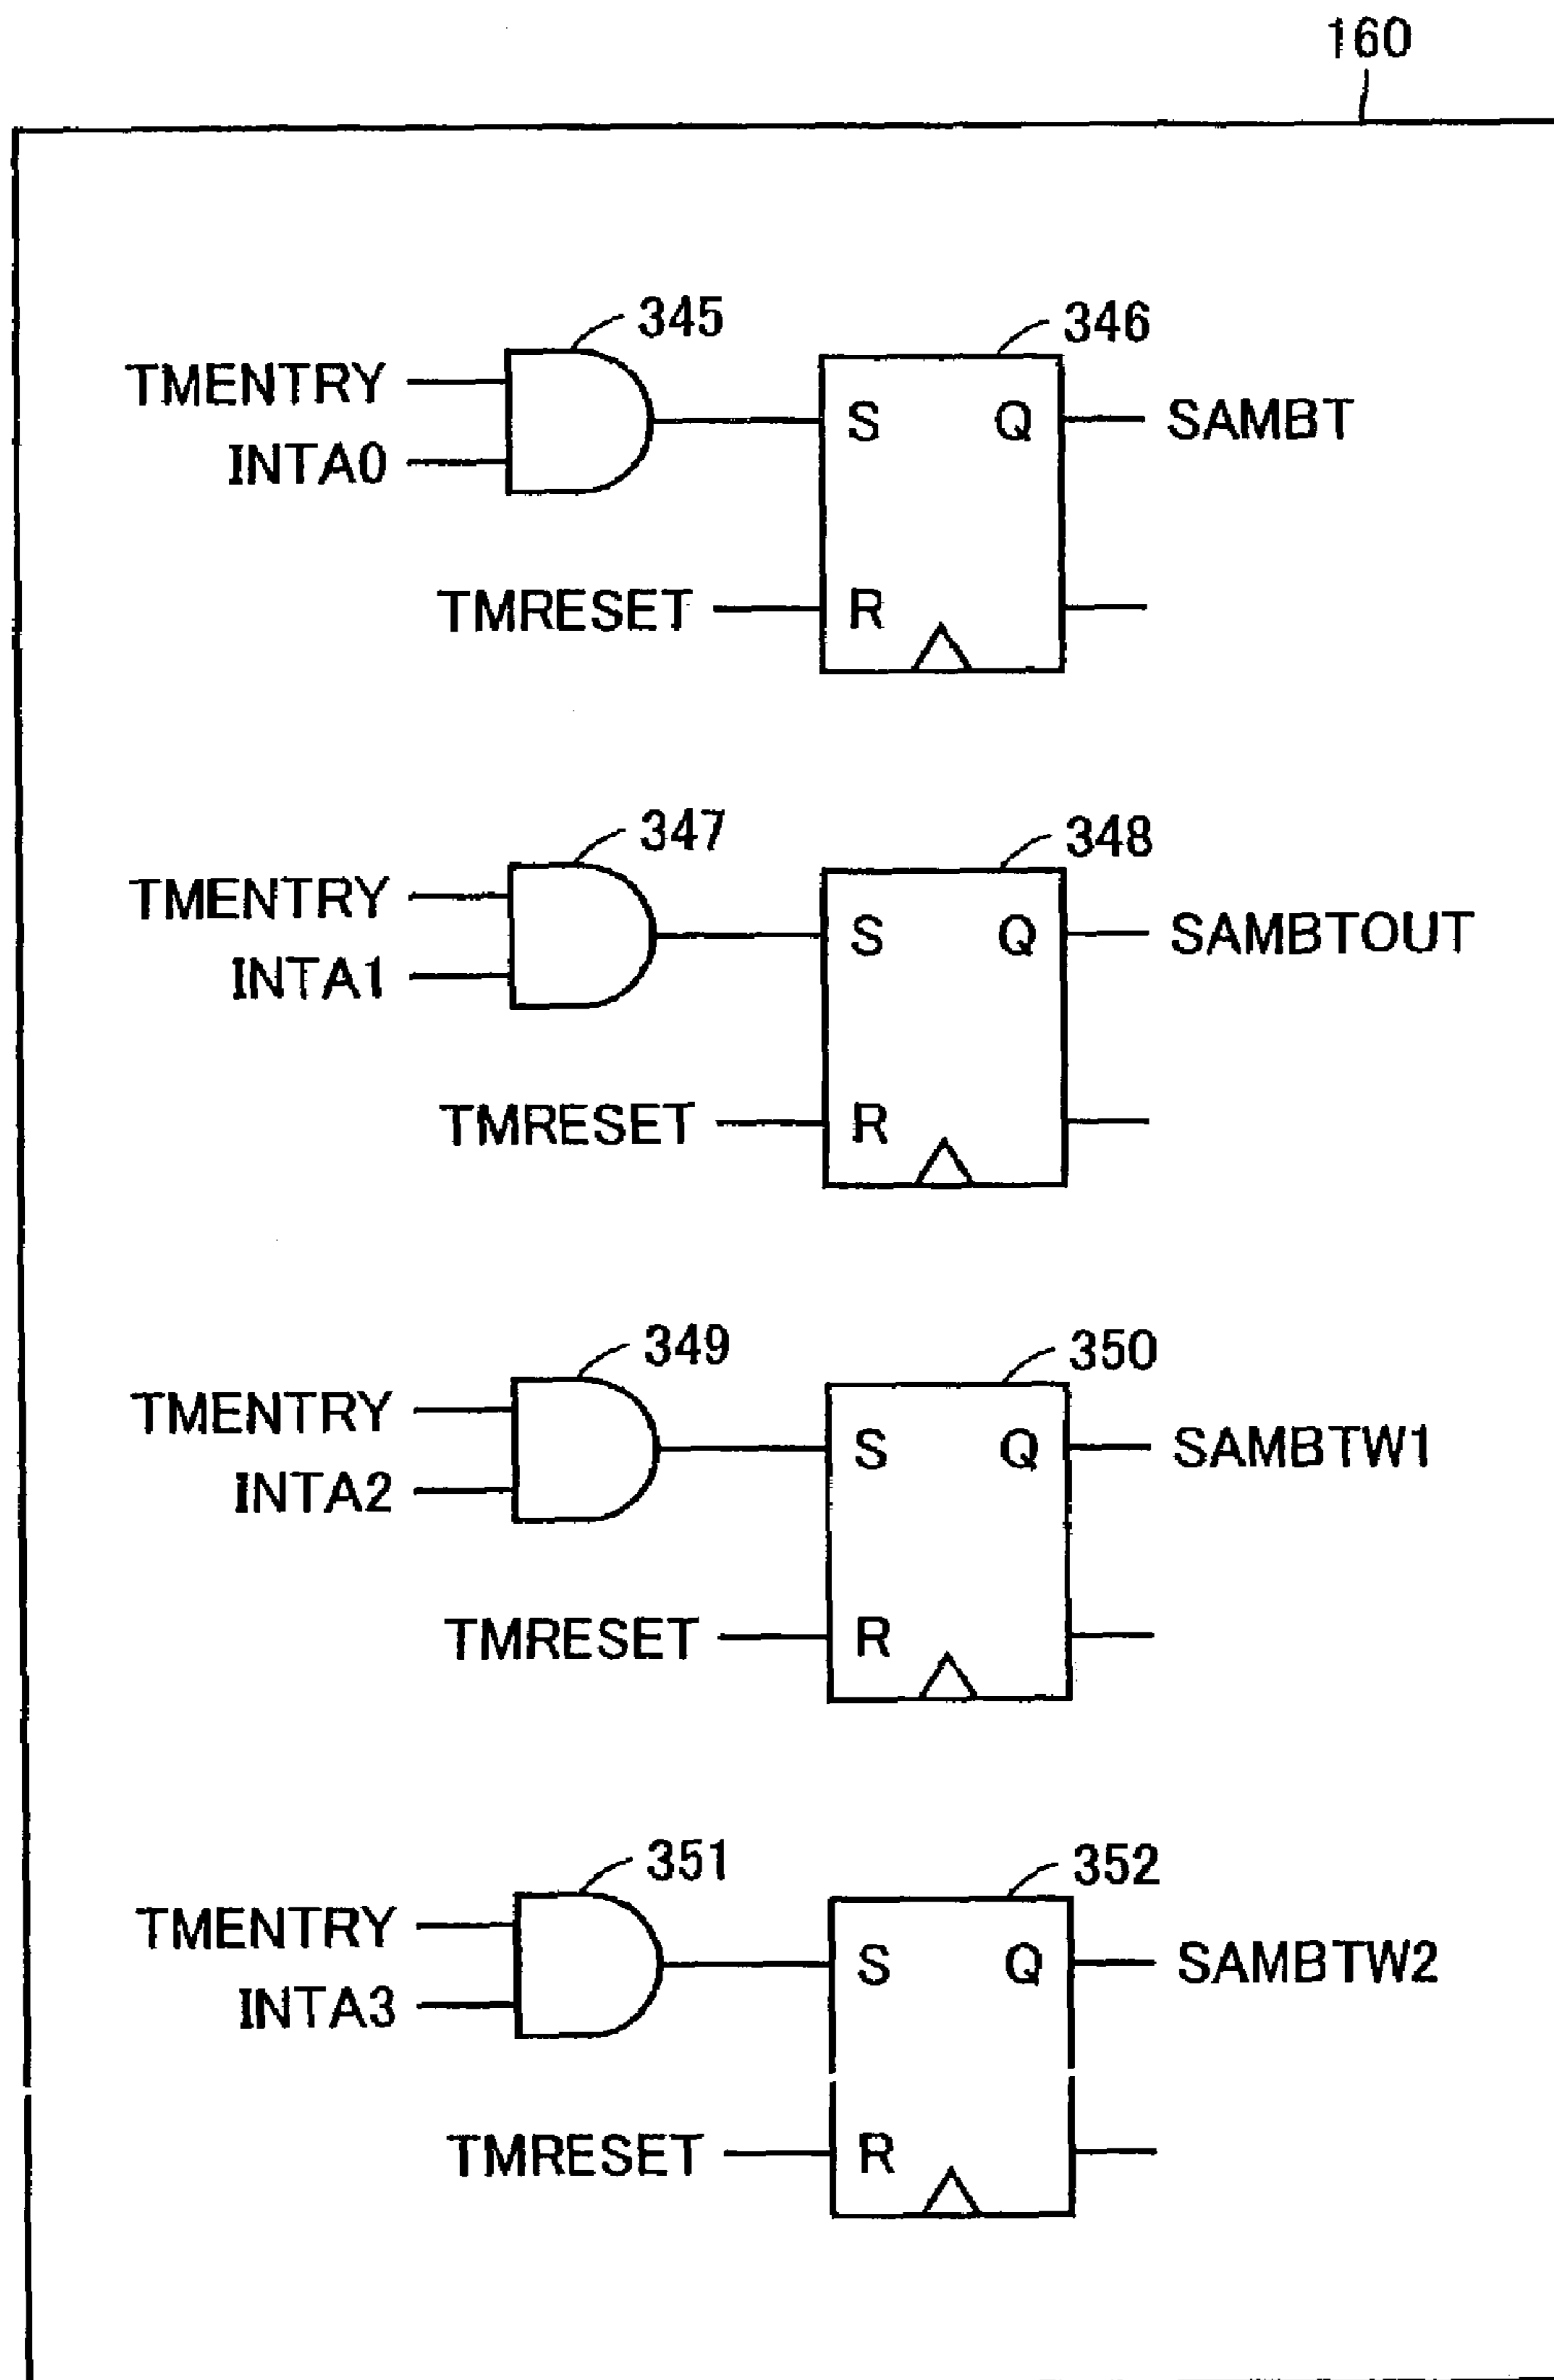 160
345
346
TMENTRY
S
Q
SAMBT
INTA0
TMRESET
R
347
348
TMENTRY
S
Q
SAMBTOUT
INTA1
TMRESET
R
349
350
TMENTRY
S
Q
SAMBTW1
INTA2
TMRESET
R
351
352
TMENTRY
S
Q
SAMBTW2
INTA3
TMRESET
R